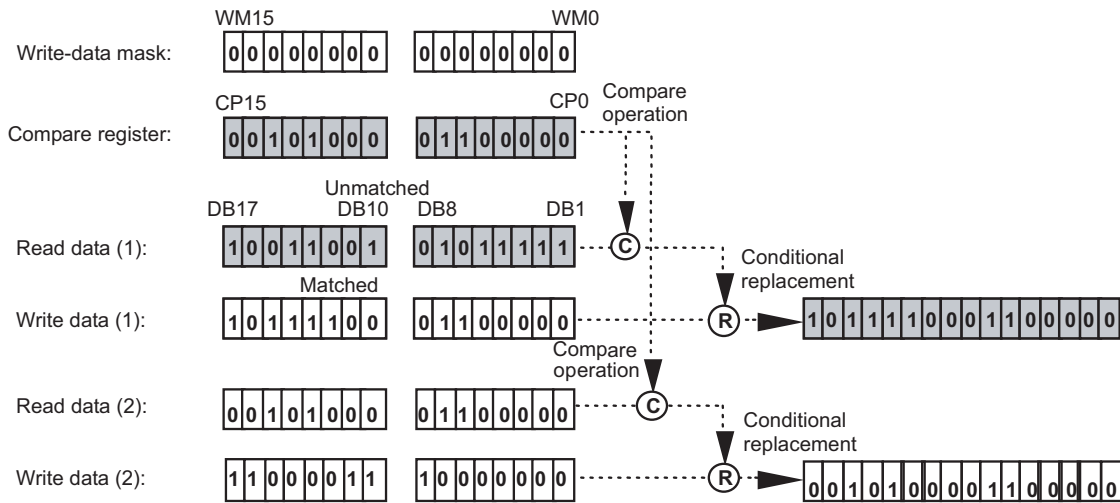 WM15 WM0
Write-data mask: 0 0 0 0 0 0 0 0 0 0 0 0 0 0 0 0
CP15 CP0 Compare
operation
Compare register: 0 0 1 0 1 0 0 0 0 1 1 0 0 0 0 0
Unmatched
DB17 DB10 DB8 DB1
Read data (1): 1 0 0 1 1 0 0 1 0 1 0 1 1 1 1 1 C
Conditional
replacement
Matched
Write data (1): 1 0 1 1 1 1 0 0 0 1 1 0 0 0 0 0 R 1 0 1 1 1 1 0 0 0 1 1 0 0 0 0 0
Compare
operation
Read data (2): 0 0 1 0 1 0 0 0 0 1 1 0 0 0 0 0 C
Conditional
replacement
Write data (2): 1 1 0 0 0 0 1 1 1 0 0 0 0 0 0 0 R 0 0 1 0 1 0 0 0 0 1 1 0 0 0 0 0